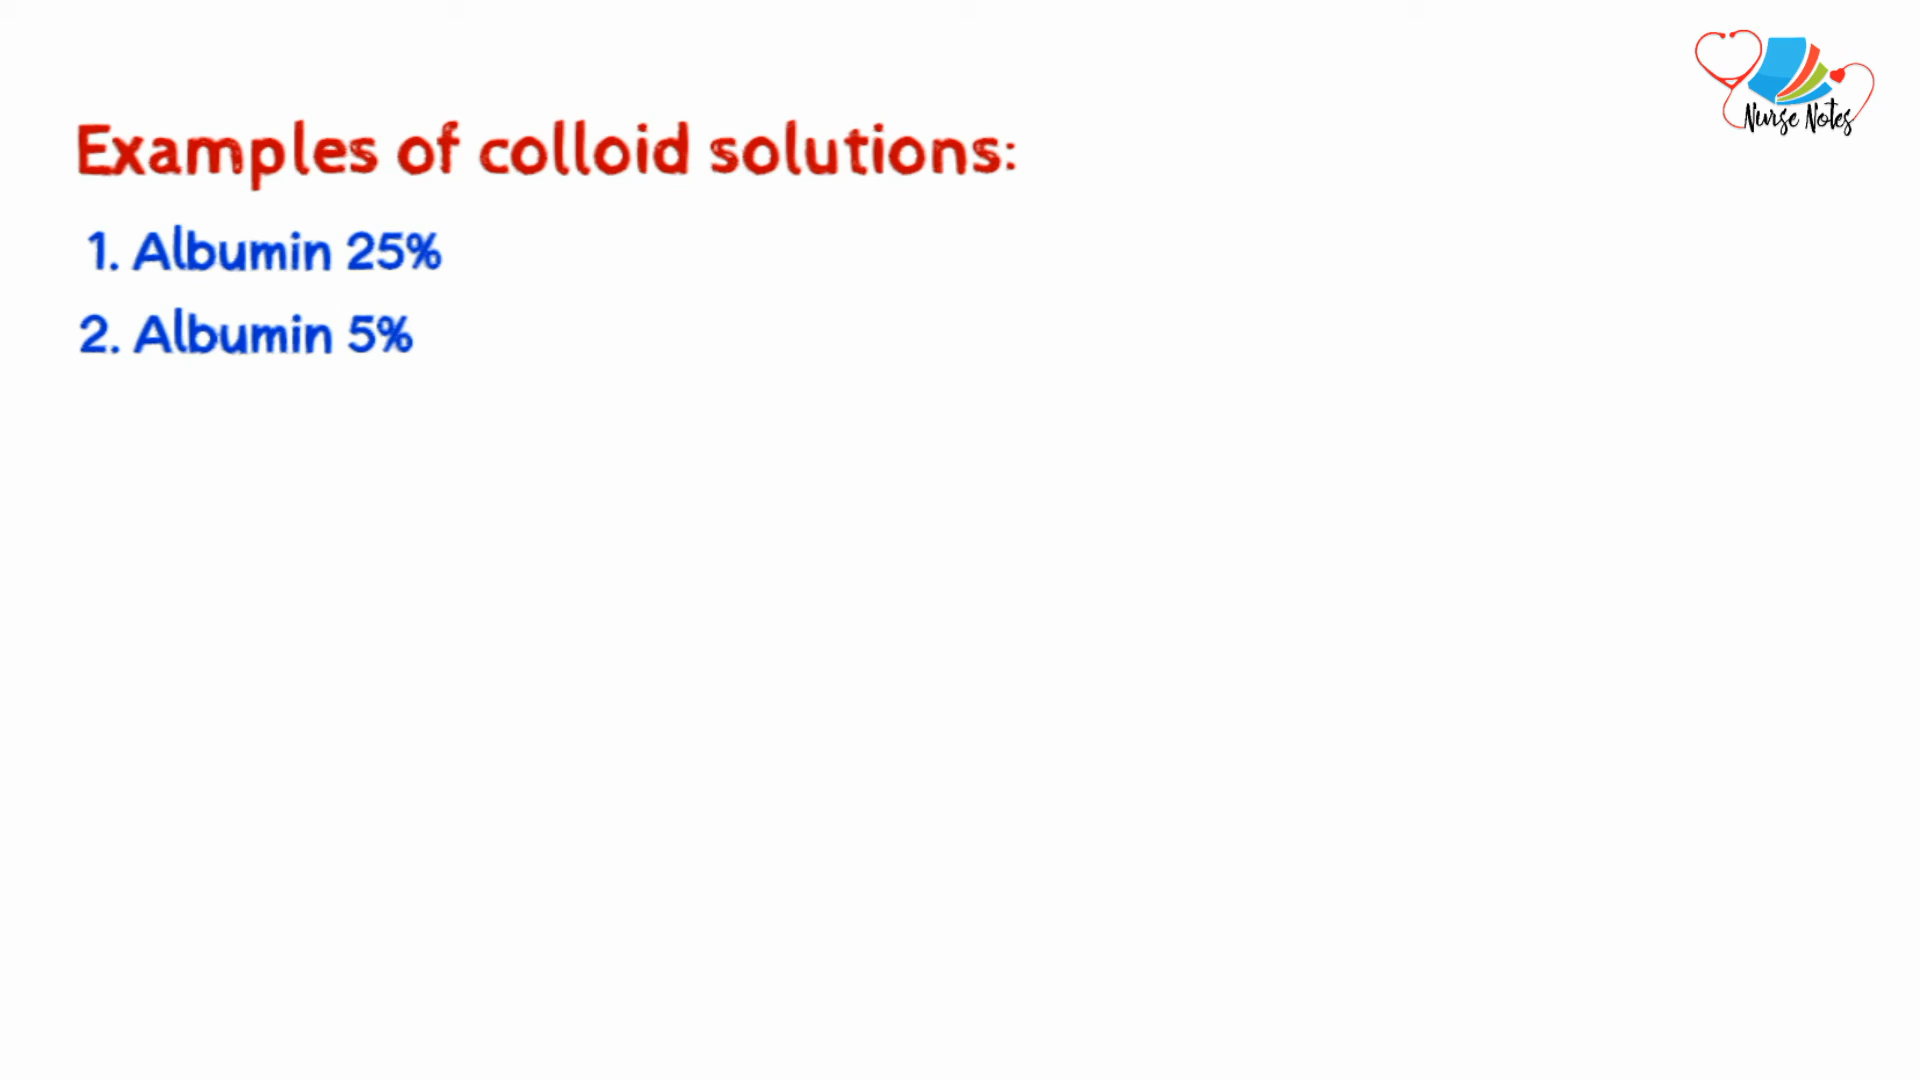 Nurse Notes
Examples of colloid solutions:
1. Albumin 25%
2. Albumin 5%